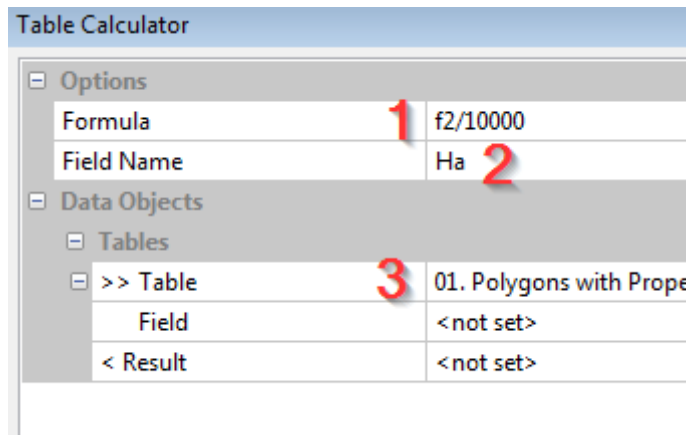 Table Calculator
Options
Formula 1 f2/10000
Field Name Ha 2
Data Objects
Tables
>> Table 3 01. Polygons with Prope
Field <not set>
< Result <not set>